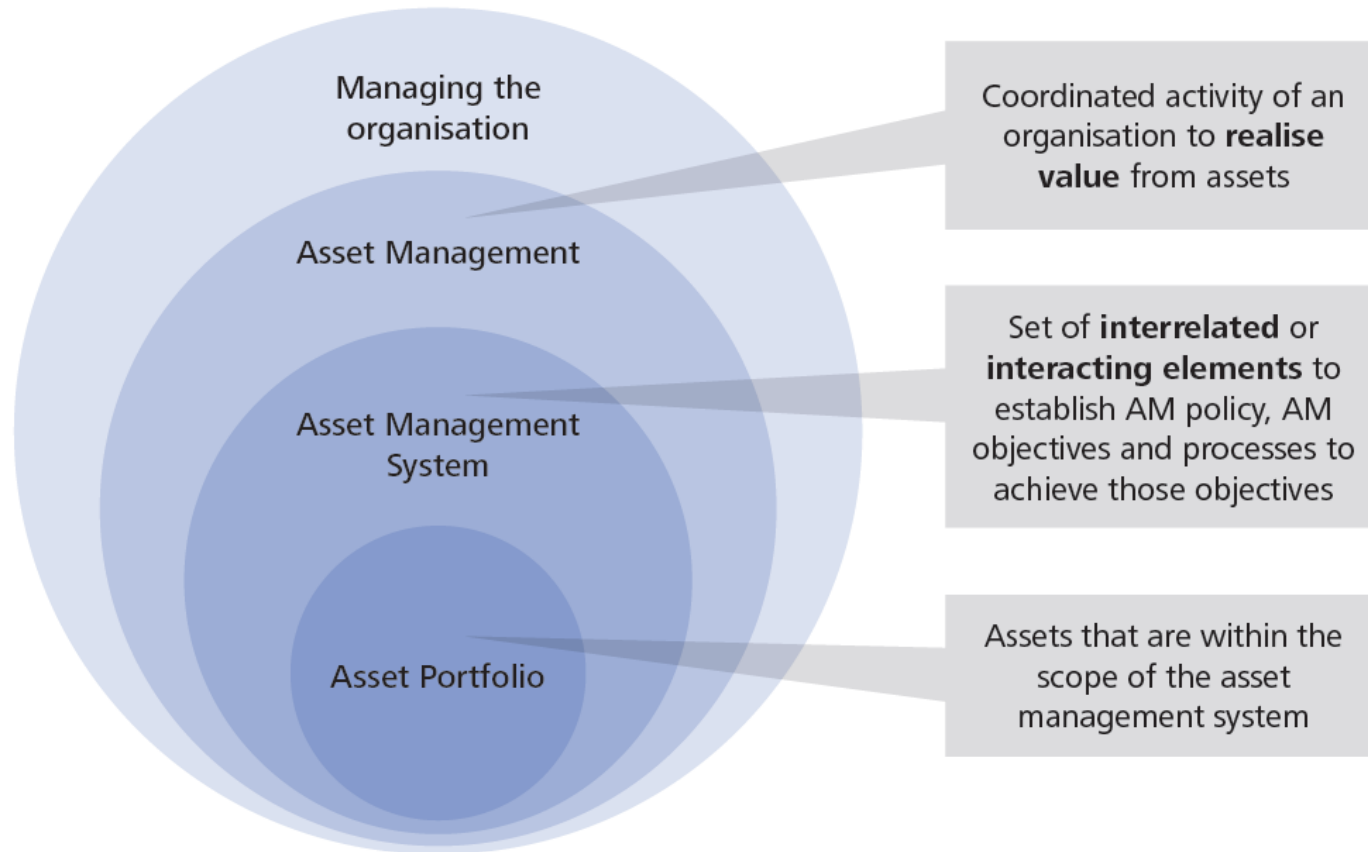 Managing the
organisation
Asset Management
Asset Management
System
Asset Portfolio
Coordinated activity of an
organisation to realise
value from assets
Set of interrelated or
interacting elements to
establish AM policy, AM
objectives and processes to
achieve those objectives
Assets that are within the
scope of the asset
management system